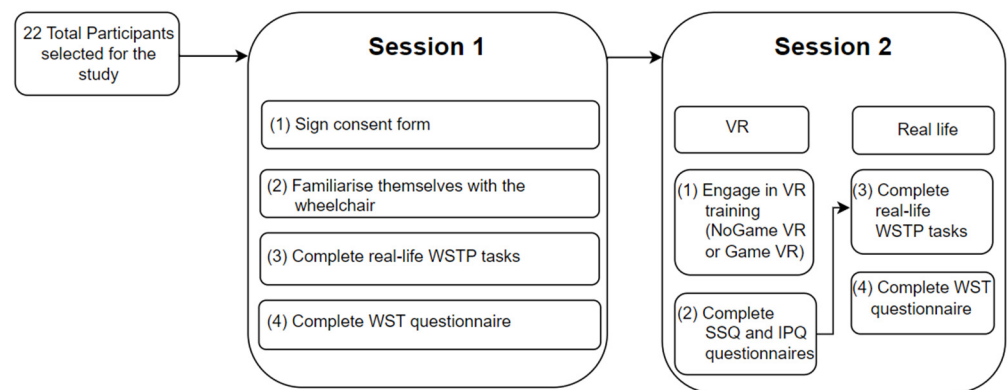 22 Total Participants
selected for the
study
Session 1
(1) Sign consent form
(2) Familiarise themselves with the
wheelchair
(3) Complete real-life WSTP tasks
(4) Complete WST questionnaire
Session 2
VR
(1) Engage in VR
training
(NoGame VR
or Game VR)
(2) Complete
SSQ and IPQ
questionnaires
Real life
(3) Complete
real-life
WSTP tasks
(4) Complete WST
questionnaire